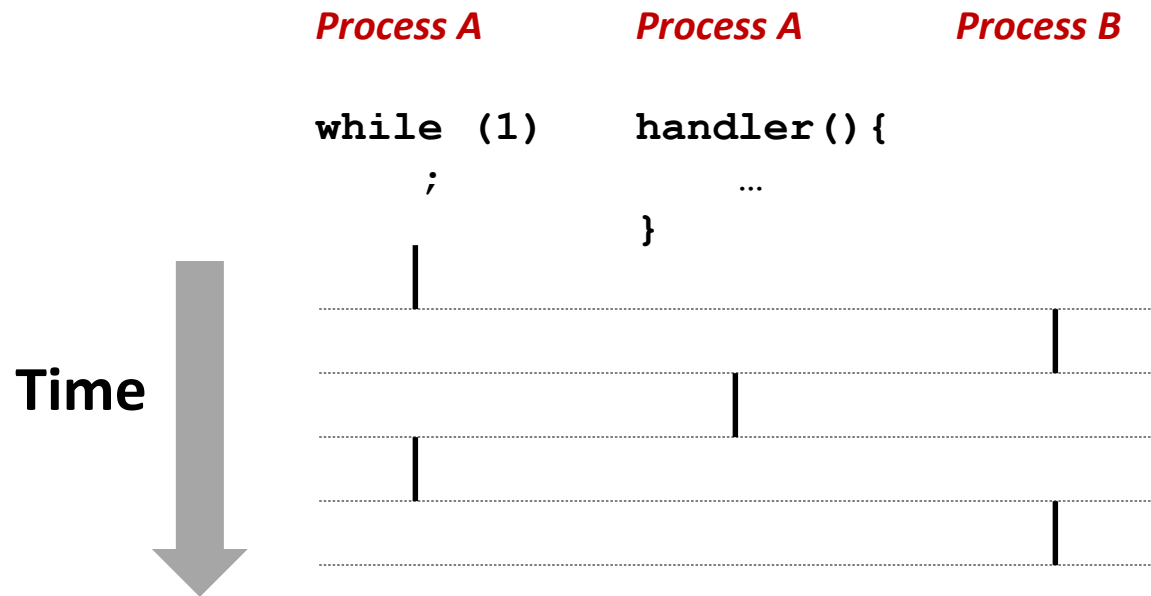 Process A Process A Process B
while (1) handler(){
; …
}
Time